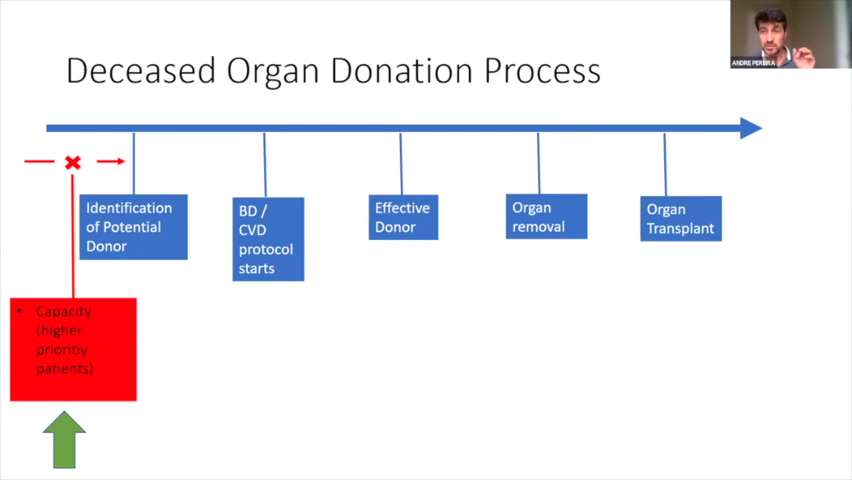 ANDRE PEREIRA
Deceased Organ Donation Process
Identification
of Potential
Donor
BD /
CVD
protocol
starts
Effective
Donor
Organ
removal
Organ
Transplant
• Capacity
(higher
prioritiy
patients)